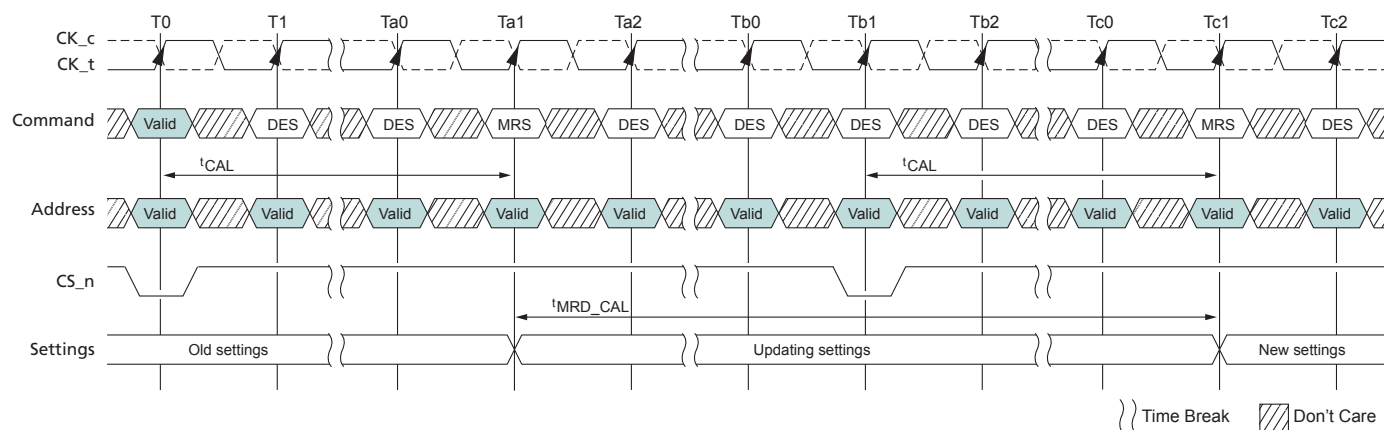 T0 T1 Ta0 Ta1 Ta2 Tb0 Tb1 Tb2 Tc0 Tc1 Tc2
CK_c
CK_t
Command Valid DES DES MRS DES DES DES DES DES MRS DES
tCAL tCAL
Address Valid Valid Valid Valid Valid Valid Valid Valid Valid Valid Valid
CS_n
tMRD_CAL
Settings Old settings Updating settings New settings
Time Break Don't Care